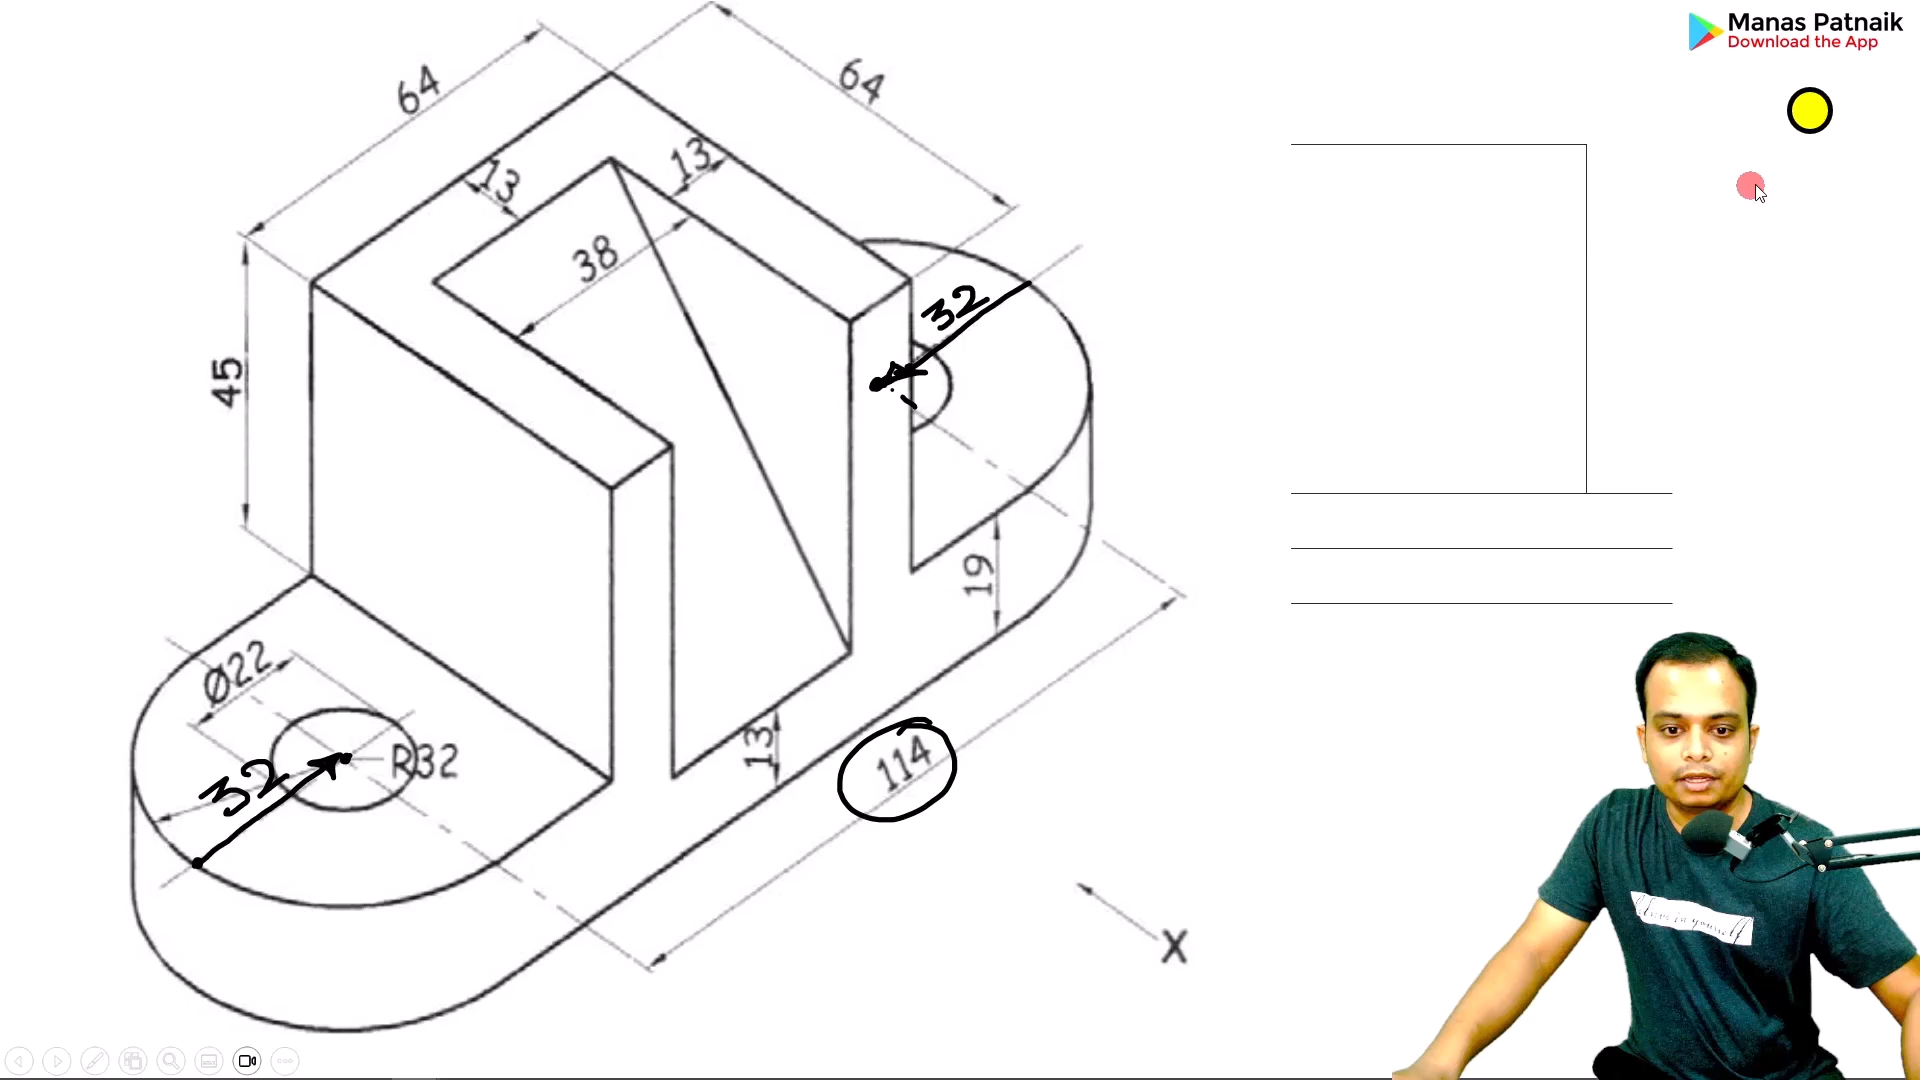 Manas Patnaik
Download the App
64
64
13
13
38
32
45
19
Ø22
R32
32
13
114
X